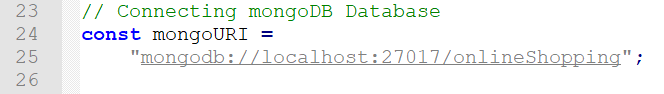 23 // Connecting mongoDB Database
24 const mongoURI =
25 "mongodb://localhost:27017/onlineShopping";
26